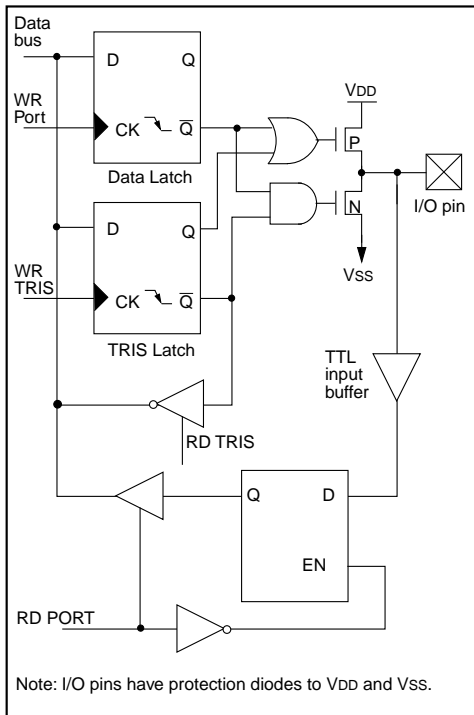 Data
bus
D
Q
WR
Port
CK
Q
Data Latch
VDD
P
N
I/O pin
VSS
D
Q
WR
TRIS
CK
Q
TRIS Latch
TTL
input
buffer
RD TRIS
Q
D
EN
RD PORT
Note: I/O pins have protection diodes to VDD and VSS.